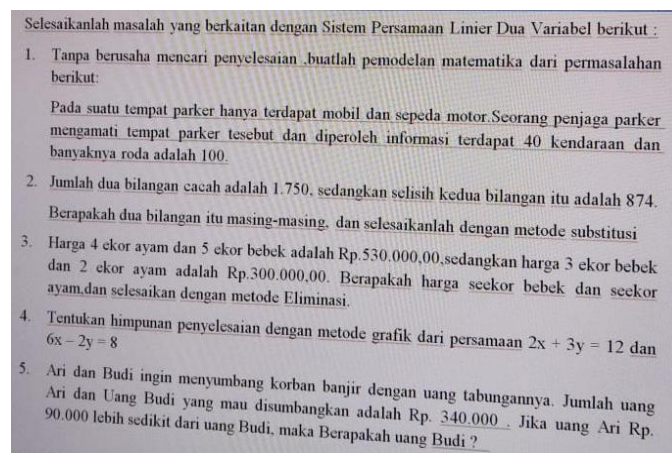 Selesaikanlah masalah yang berkaitan dengan Sistem Persamaan Linier Dua Variabel berikut :
1. Tanpa berusaha mencari penyelesaian .buatlah pemodelan matematika dari permasalahan
berikut:
Pada suatu tempat parker hanya terdapat mobil dan sepeda motor.Seorang penjaga parker
mengamati tempat parker tesebut dan diperoleh informasi terdapat 40 kendaraan dan
banyaknya roda adalah 100.
2. Jumlah dua bilangan cacah adalah 1.750, sedangkan selisih kedua bilangan itu adalah 874.
Berapakah dua bilangan itu masing-masing, dan selesaikanlah dengan metode substitusi
3. Harga 4 ekor ayam dan 5 ekor bebek adalah Rp.530.000,00,sedangkan harga 3 ekor bebek
dan 2 ekor ayam adalah Rp.300.000,00. Berapakah harga seekor bebek dan seekor
ayam,dan selesaikan dengan metode Eliminasi.
4. Tentukan himpunan penyelesaian dengan metode grafik dari persamaan 2x + 3y = 12 dan
6x – 2y = 8
5. Ari dan Budi ingin menyumbang korban banjir dengan uang tabungannya. Jumlah uang
Ari dan Uang Budi yang mau disumbangkan adalah Rp. 340.000 . Jika uang Ari Rp.
90.000 lebih sedikit dari uang Budi, maka Berapakah uang Budi ?